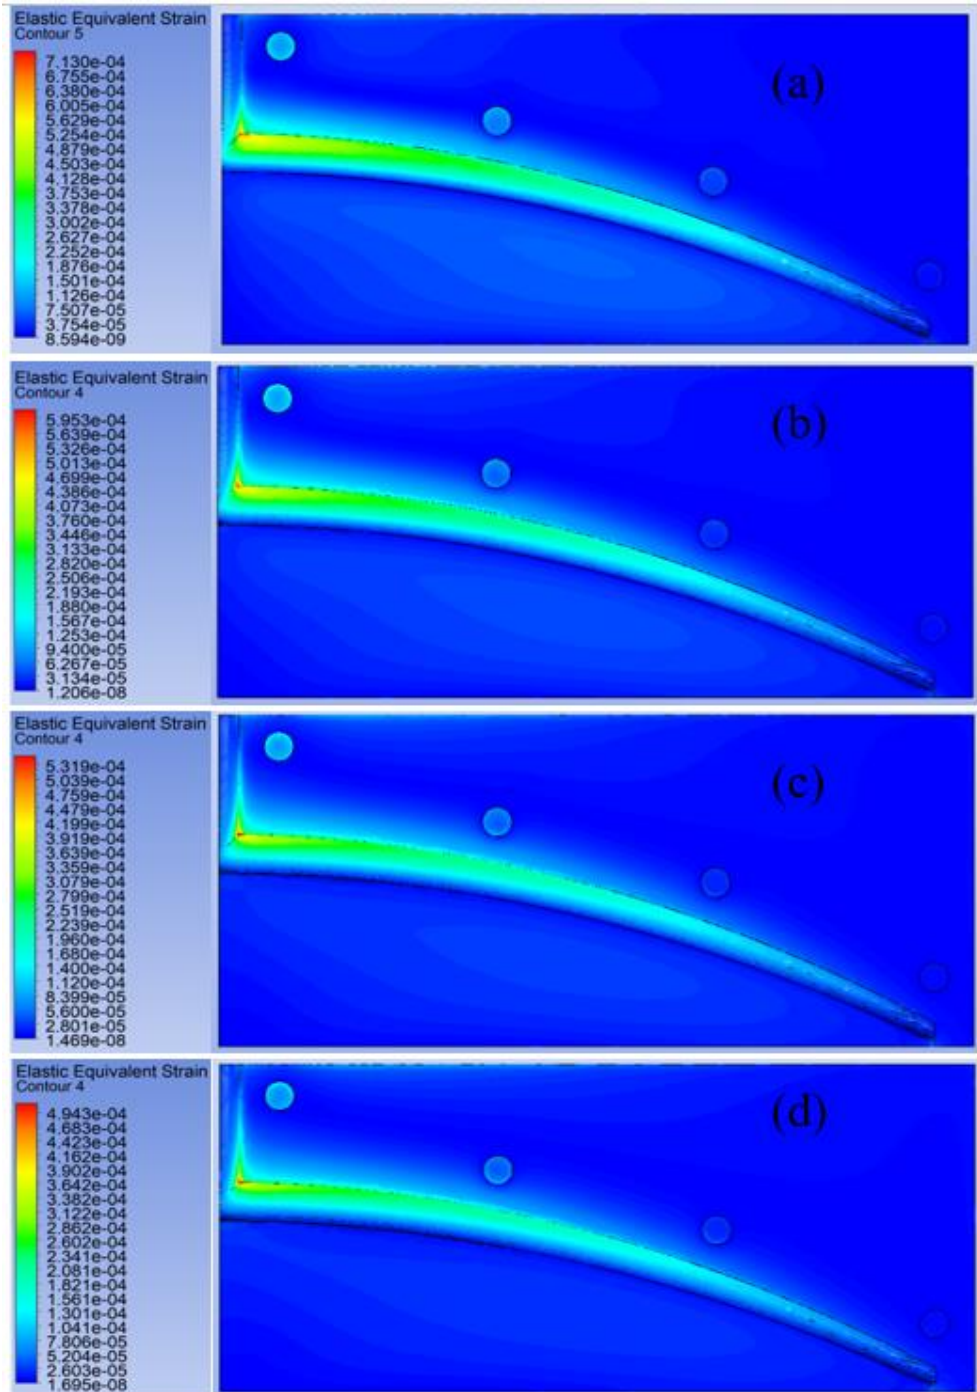 Elastic Equivalent Strain
Contour 5
7.130e-04
6.755e-04
6.380e-04
6.005e-04
5.629e-04
5.254e-04
4.879e-04
4.503e-04
4.128e-04
3.753e-04
3.378e-04
3.002e-04
2.627e-04
2.252e-04
1.876e-04
1.501e-04
1.126e-04
7.507e-05
3.754e-05
8.594e-09
(a)
Elastic Equivalent Strain
Contour 4
5.953e-04
5.639e-04
5.326e-04
5.013e-04
4.699e-04
4.386e-04
4.073e-04
3.760e-04
3.446e-04
3.133e-04
2.820e-04
2.506e-04
2.193e-04
1.880e-04
1.567e-04
1.253e-04
9.400e-05
6.267e-05
3.134e-05
1.206e-08
(b)
Elastic Equivalent Strain
Contour 4
5.319e-04
5.039e-04
4.759e-04
4.479e-04
4.199e-04
3.919e-04
3.639e-04
3.359e-04
3.079e-04
2.799e-04
2.519e-04
2.239e-04
1.960e-04
1.680e-04
1.400e-04
1.120e-04
8.399e-05
5.600e-05
2.801e-05
1.469e-08
(c)
Elastic Equivalent Strain
Contour 4
4.943e-04
4.683e-04
4.423e-04
4.162e-04
3.902e-04
3.642e-04
3.382e-04
3.122e-04
2.862e-04
2.602e-04
2.341e-04
2.081e-04
1.821e-04
1.561e-04
1.301e-04
1.041e-04
7.806e-05
5.204e-05
2.603e-05
1.695e-08
(d)